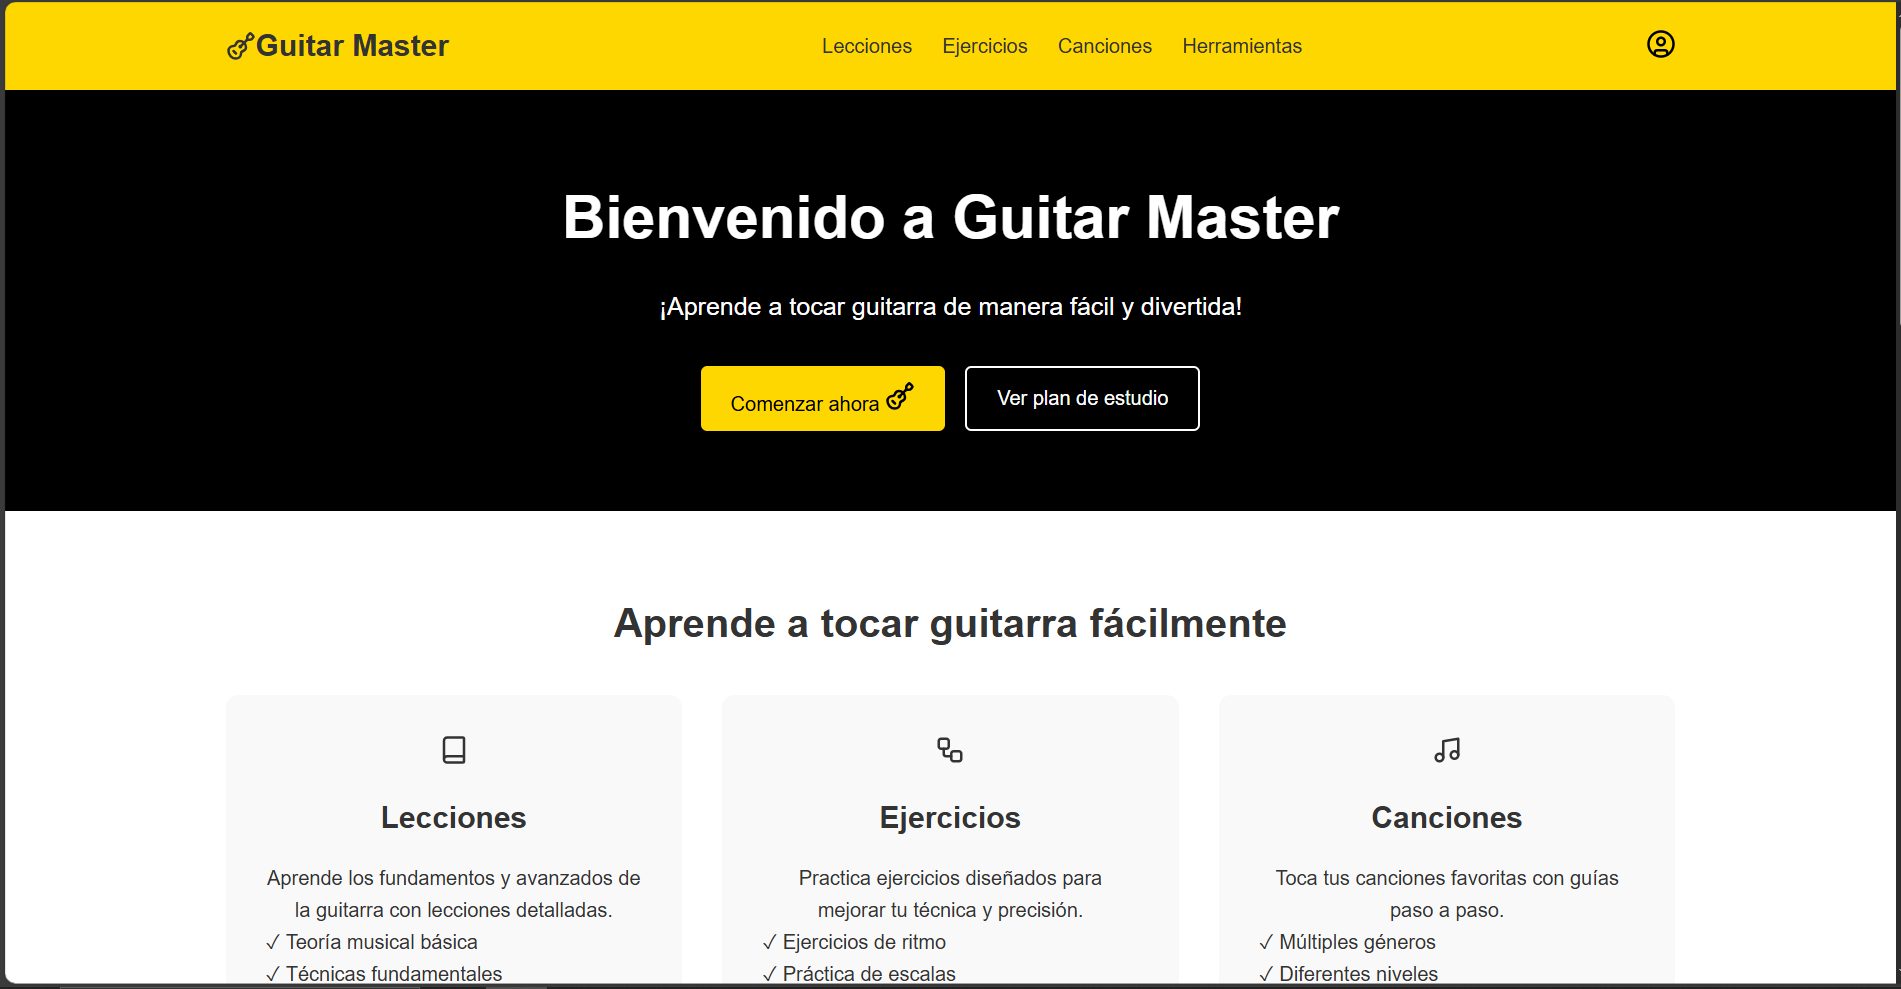 Guitar Master
Lecciones Ejercicios Canciones Herramientas
Bienvenido a Guitar Master
¡Aprende a tocar guitarra de manera fácil y divertida!
Comenzar ahora
Ver plan de estudio
Aprende a tocar guitarra fácilmente
Lecciones
Aprende los fundamentos y avanzados de
la guitarra con lecciones detalladas.
✓ Teoría musical básica
✓ Técnicas fundamentales
Ejercicios
Practica ejercicios diseñados para
mejorar tu técnica y precisión.
✓ Ejercicios de ritmo
✓ Práctica de escalas
Canciones
Toca tus canciones favoritas con guías
paso a paso.
✓ Múltiples géneros
✓ Diferentes niveles